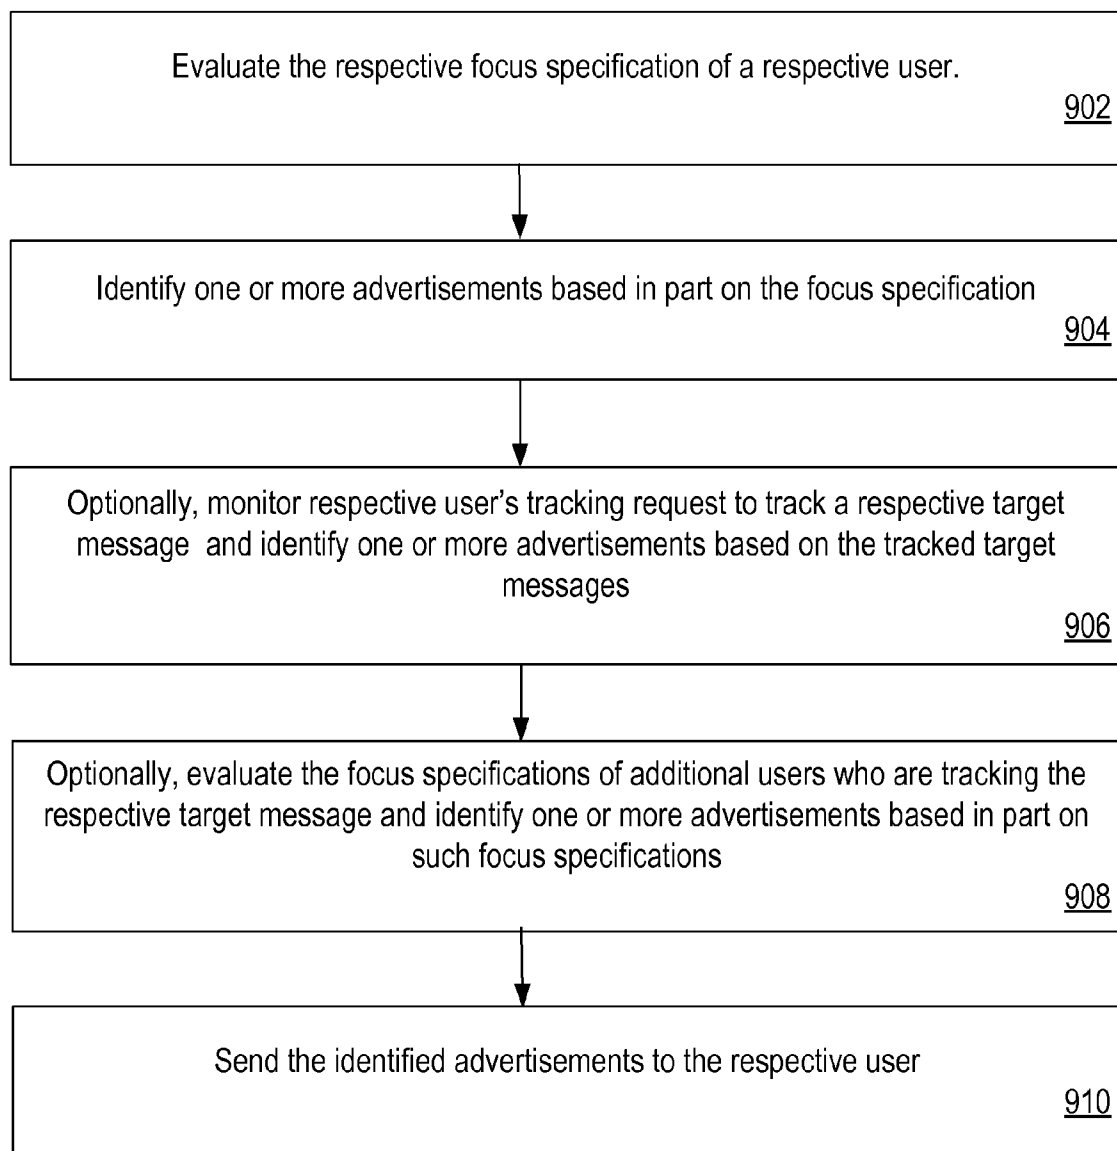 Evaluate the respective focus specification of a respective user.
902
Identify one or more advertisements based in part on the focus specification
904
Optionally, monitor respective user's tracking request to track a respective target
message and identify one or more advertisements based on the tracked target
messages
906
Optionally, evaluate the focus specifications of additional users who are tracking the
respective target message and identify one or more advertisements based in part on
such focus specifications
908
Send the identified advertisements to the respective user
910